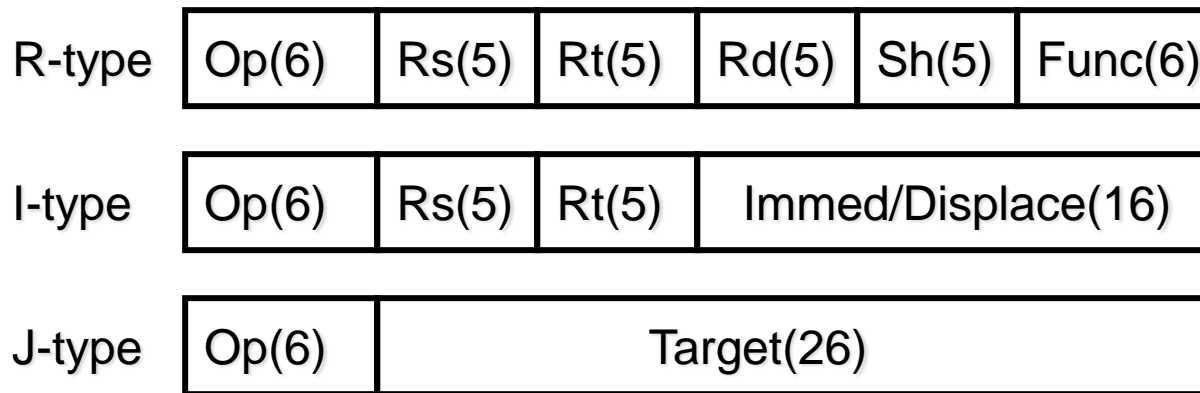 R-type Op(6) Rs(5) Rt(5) Rd(5) Sh(5) Func(6)
I-type Op(6) Rs(5) Rt(5) Immed/Displace(16)
J-type Op(6) Target(26)